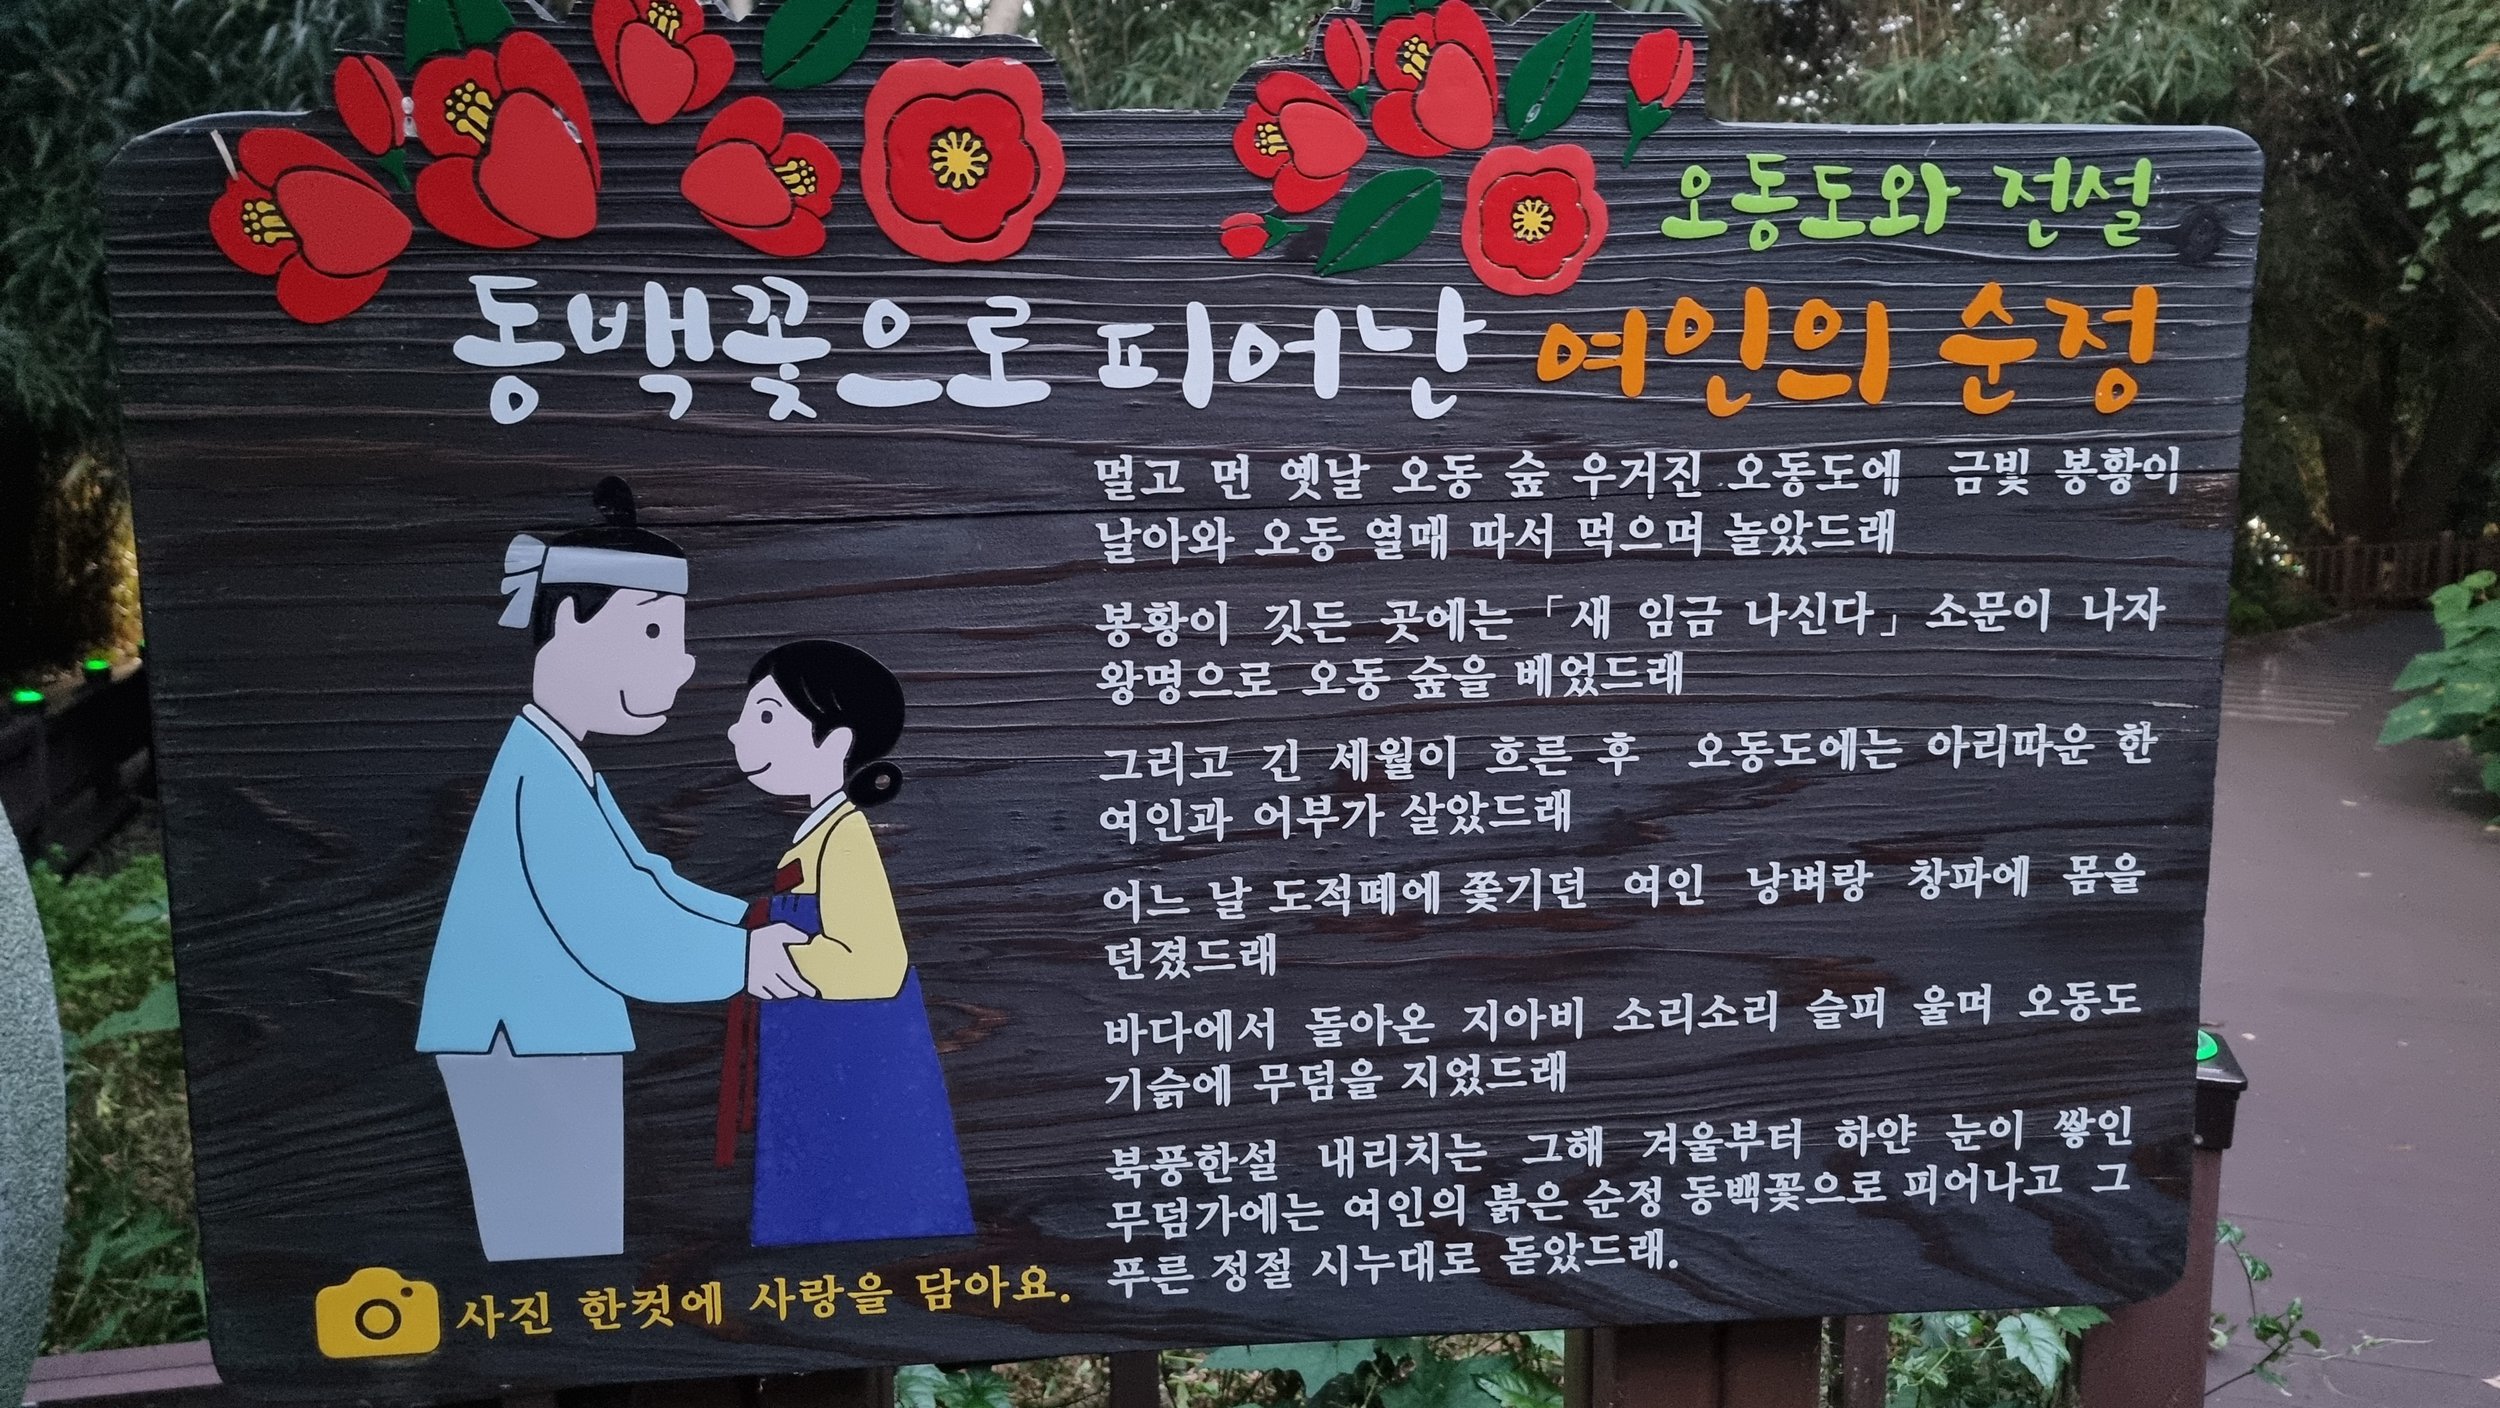 오동도와 전설
동백꽃으로 피어난 여인의 순정
멀고 먼 옛날 오동 숲 우거진 오동도에 금빛 봉황이
날아와 오동 열매 따서 먹으며 놀았드래
봉황이 깃든 곳에는 「새 임금 나신다」 소문이 나자
왕명으로 오동 숲을 베었드래
그리고 긴 세월이 흐른 후 오동도에는 아리따운 한
여인과 어부가 살았드래
어느 날 도적떼에 쫓기던 여인 낭벼랑 창파에 몸을
던졌드래
바다에서 돌아온 지아비 소리소리 슬피 울며 오동도
기슭에 무덤을 지었드래
북풍한설 내리치는 그해 겨울부터 하얀 눈이 쌓인
무덤가에는 여인의 붉은 순정 동백꽃으로 피어나고 그
푸른 정절 시누대로 돋았드래.
사진 한컷에 사랑을 담아요.